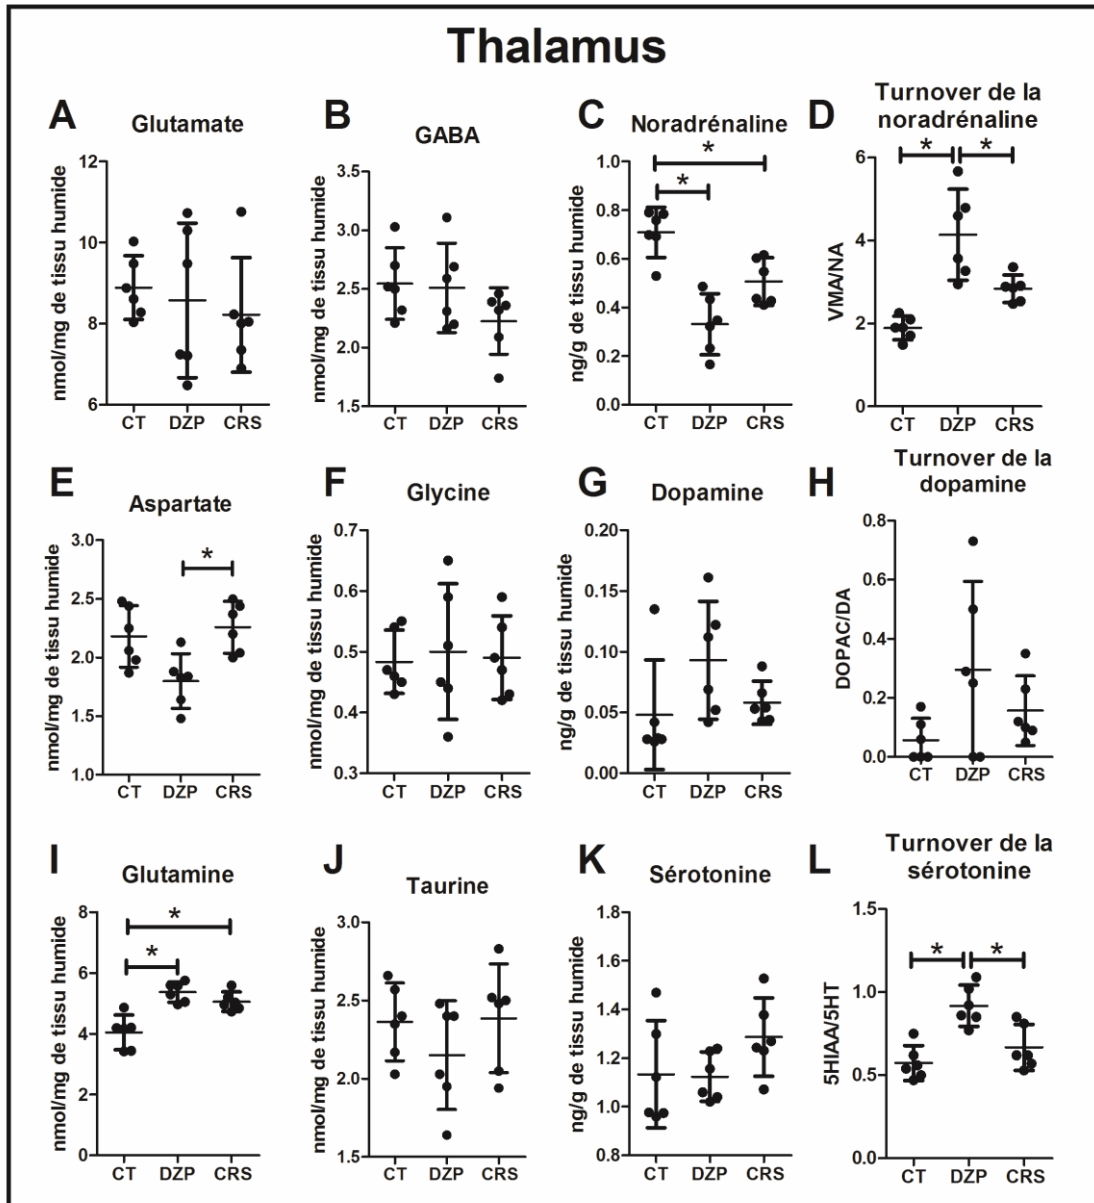 Thalamus
A
Glutamate
nmol/mg de tissu humide
12
10
8
6
CT DZP CRS
B
GABA
nmol/mg de tissu humide
3.5
3.0
2.5
2.0
1.5
CT DZP CRS
C
Noradrénaline
ng/g de tissu humide
1.0
0.8
0.6
0.4
0.2
0.0
*
*
CT DZP CRS
D
Turnover de la
noradrénaline
VMA/NA
6
4
2
0
* *
CT DZP CRS
E
Aspartate
nmol/mg de tissu humide
3.0
2.5
2.0
1.5
1.0
*
CT DZP CRS
F
Glycine
nmol/mg de tissu humide
0.7
0.6
0.5
0.4
0.3
CT DZP CRS
G
Dopamine
ng/g de tissu humide
0.20
0.15
0.10
0.05
0.00
CT DZP CRS
H
Turnover de la
dopamine
DOPAC/DA
0.8
0.6
0.4
0.2
0.0
CT DZP CRS
I
Glutamine
nmol/mg de tissu humide
8
6
4
2
0
*
*
CT DZP CRS
J
Taurine
nmol/mg de tissu humide
3.0
2.5
2.0
1.5
CT DZP CRS
K
Sérotonine
ng/g de tissu humide
1.8
1.6
1.4
1.2
1.0
0.8
CT DZP CRS
L
Turnover de la
sérotonine
5HIAA/5HT
1.5
1.0
0.5
0.0
* *
CT DZP CRS